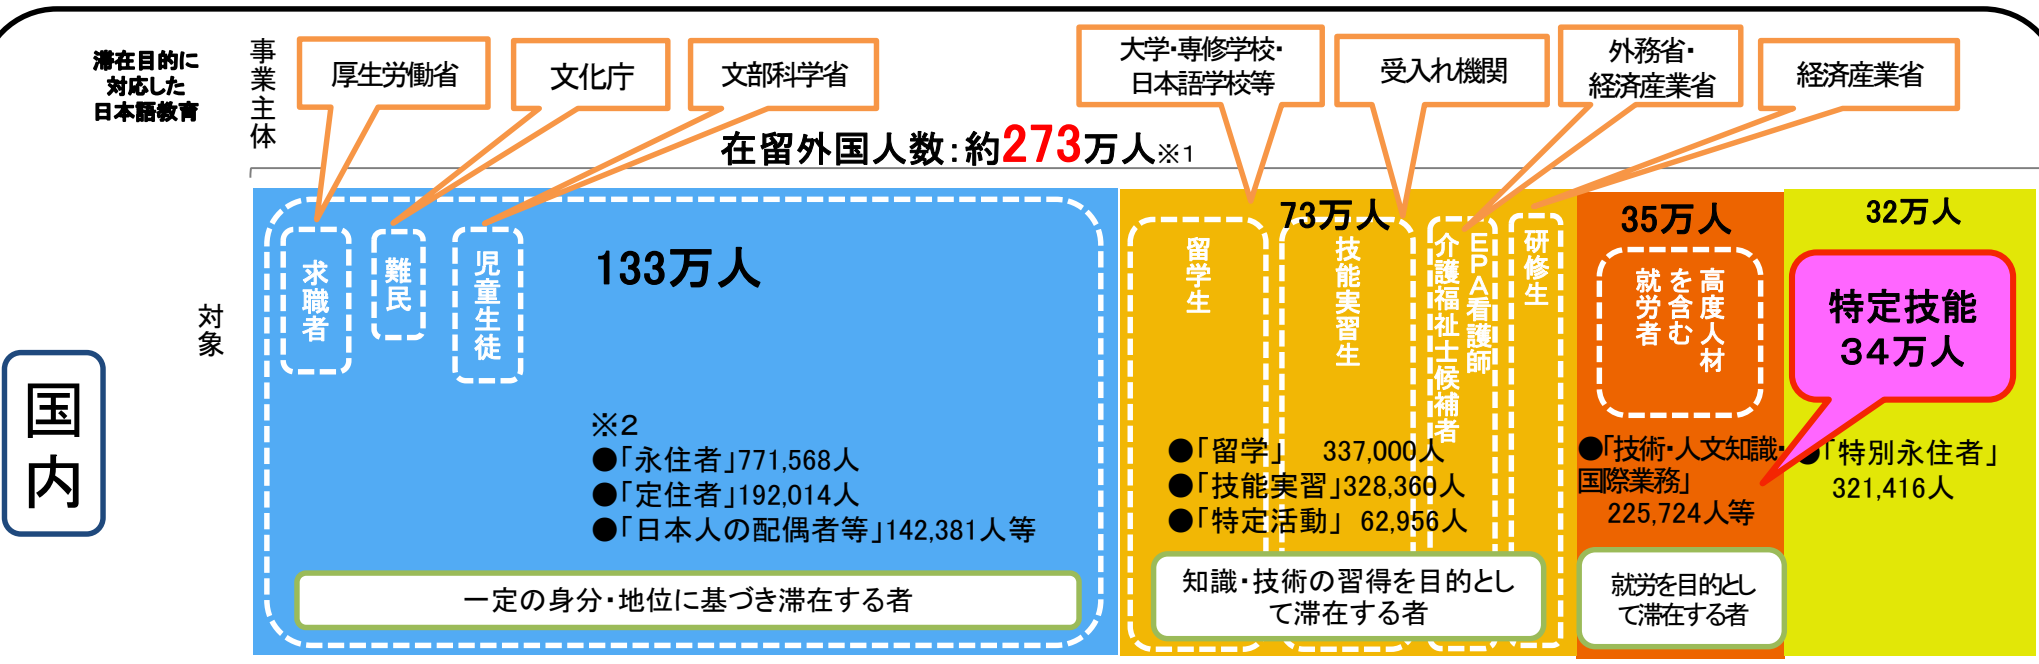 滞在目的に
対応した
日本語教育
事業主体
厚生労働省
文化庁
文部科学省
大学・専修学校・
日本語学校等
受入れ機関
外務省・
経済産業省
経済産業省
在留外国人数：約273万人※1
対象
国内
求職者
難民
児童生徒
133万人
※2
●「永住者」771,568人
●「定住者」192,014人
●「日本人の配偶者等」142,381人等
一定の身分・地位に基づき滞在する者
73万人
留学生
技能実習生
ＥＰＡ看護師
介護福祉士候補者
研修生
●「留学」 337,000人
●「技能実習」328,360人
●「特定活動」 62,956人
知識・技術の習得を目的とし
て滞在する者
35万人
高度人材
を含む
就労者
●「技術・人文知識・
国際業務」
225,724人等
就労を目的とし
て滞在する者
32万人
特定技能
３４万人
●「特別永住者」
321,416人